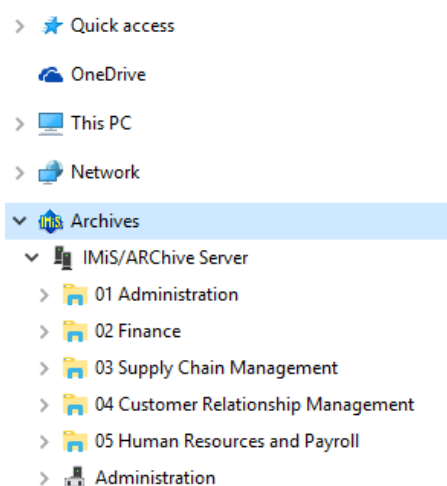 Quick access
OneDrive
This PC
Network
IMiS Archives
IMiS/ARChive Server
01 Administration
02 Finance
03 Supply Chain Management
04 Customer Relationship Management
05 Human Resources and Payroll
Administration